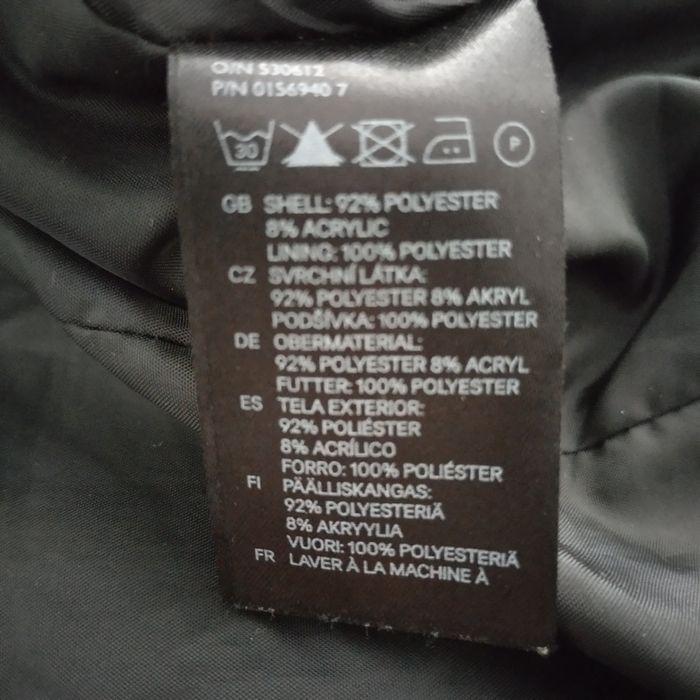 O/N 530612
P/N 0156940 7
30 P
GB SHELL: 92% POLYESTER
8% ACRYLIC
LINING: 100% POLYESTER
CZ SVRCHNÍ LÁTKA:
92% POLYESTER 8% AKRYL
PODŠÍVKA: 100% POLYESTER
DE OBERMATERIAL:
92% POLYESTER 8% ACRYL
FUTTER: 100% POLYESTER
ES TELA EXTERIOR:
92% POLIÉSTER
8% ACRÍLICO
FORRO: 100% POLIÉSTER
FI PÄÄLLISKANGAS:
92% POLYESTERIÄ
8% AKRYYLIA
VUORI: 100% POLYESTERIÄ
FR LAVER À LA MACHINE À